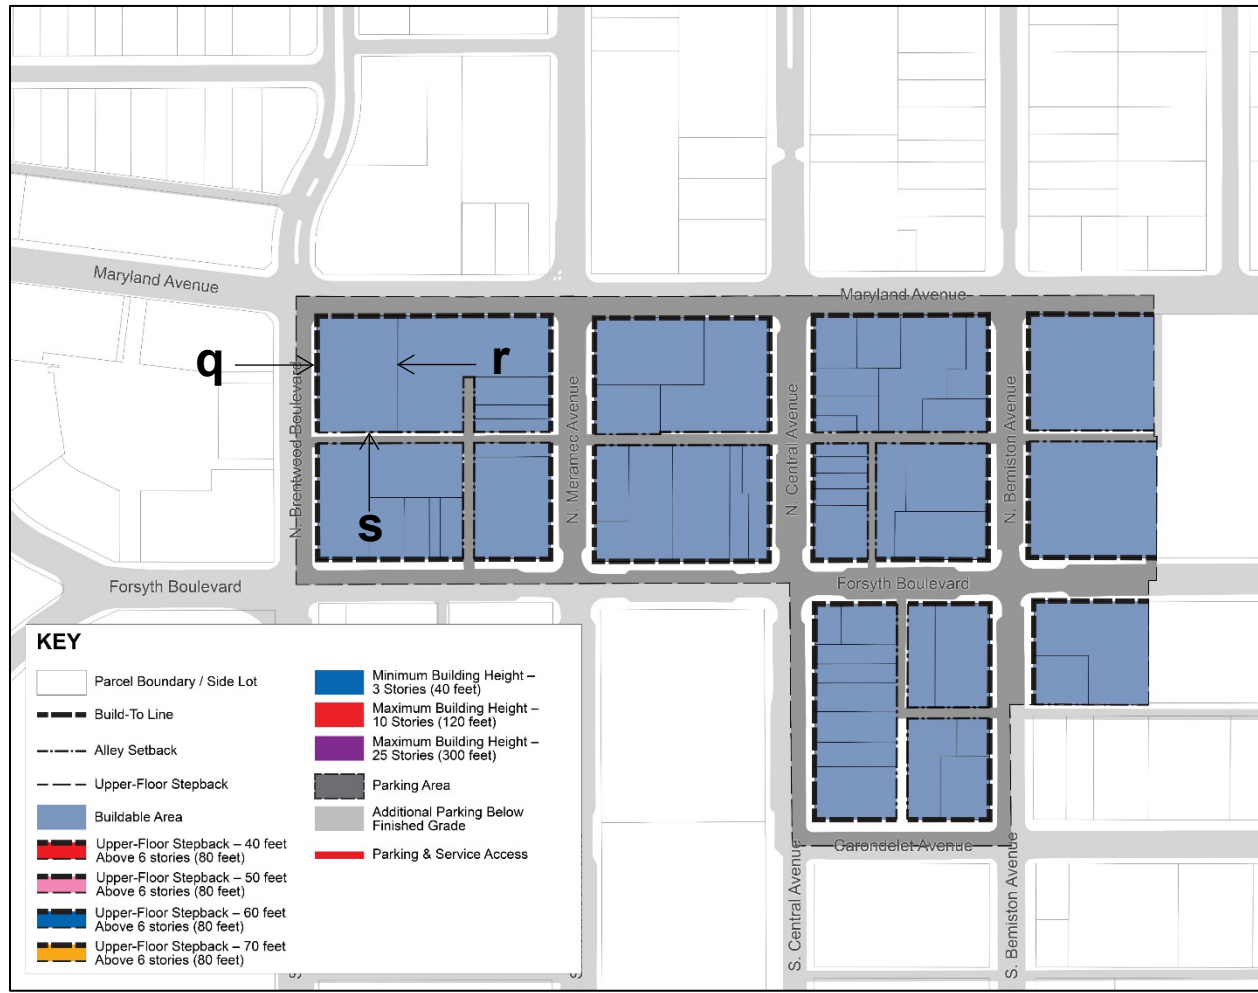 Maryland Avenue
Maryland Avenue
q
r
s
N. Brentwood Boulevard
N. Meramec Avenue
N. Central Avenue
N. Bemiston Avenue
Forsyth Boulevard
Forsyth Boulevard
Carondelet Avenue
S. Central Avenue
S. Bemiston Avenue
KEY
Parcel Boundary / Side Lot
Build-To Line
Alley Setback
Upper-Floor Stepback
Buildable Area
Upper-Floor Stepback – 40 feet
Above 6 stories (80 feet)
Upper-Floor Stepback – 50 feet
Above 6 stories (80 feet)
Upper-Floor Stepback – 60 feet
Above 6 stories (80 feet)
Upper-Floor Stepback – 70 feet
Above 6 stories (80 feet)
Minimum Building Height –
3 Stories (40 feet)
Maximum Building Height –
10 Stories (120 feet)
Maximum Building Height –
25 Stories (300 feet)
Parking Area
Additional Parking Below
Finished Grade
Parking & Service Access